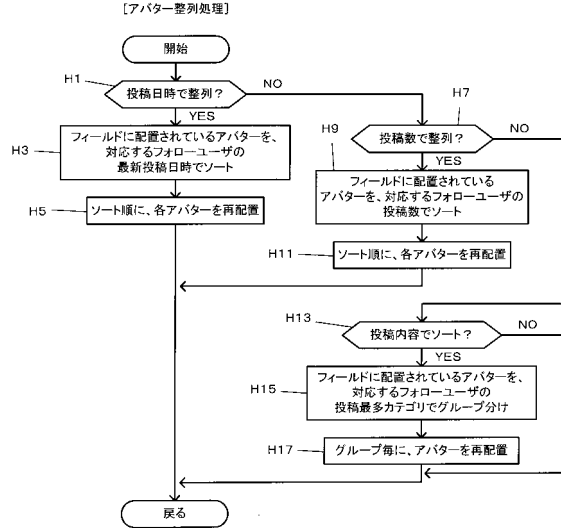 [アバター整列処理]
開始
H1
投稿日時で整列？
NO
YES
H3
フィールドに配置されているアバターを、
対応するフォローユーザの
最新投稿日時でソート
H5
ソート順に、各アバターを再配置
H7
投稿数で整列？
NO
YES
H9
フィールドに配置されている
アバターを、対応するフォローユーザの
投稿数でソート
H11
ソート順に、各アバターを再配置
H13
投稿内容でソート？
NO
YES
H15
フィールドに配置されているアバターを、
対応するフォローユーザの
投稿最多カテゴリでグループ分け
H17
グループ毎に、アバターを再配置
戻る